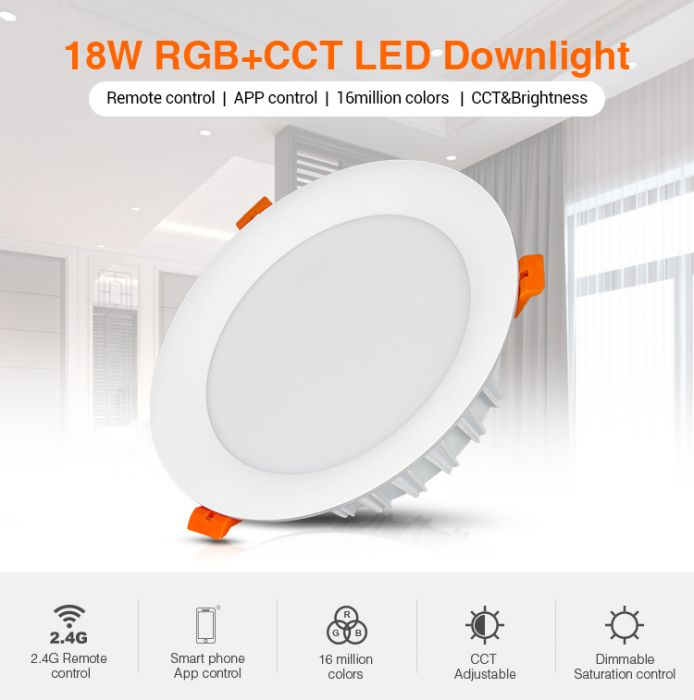 18W RGB+CCT LED Downlight
Remote control | APP control | 16million colors | CCT&Brightness
2.4G
2.4G Remote
control
Smart phone
App control
R
G B
16 million
colors
CCT
Adjustable
Dimmable
Saturation control